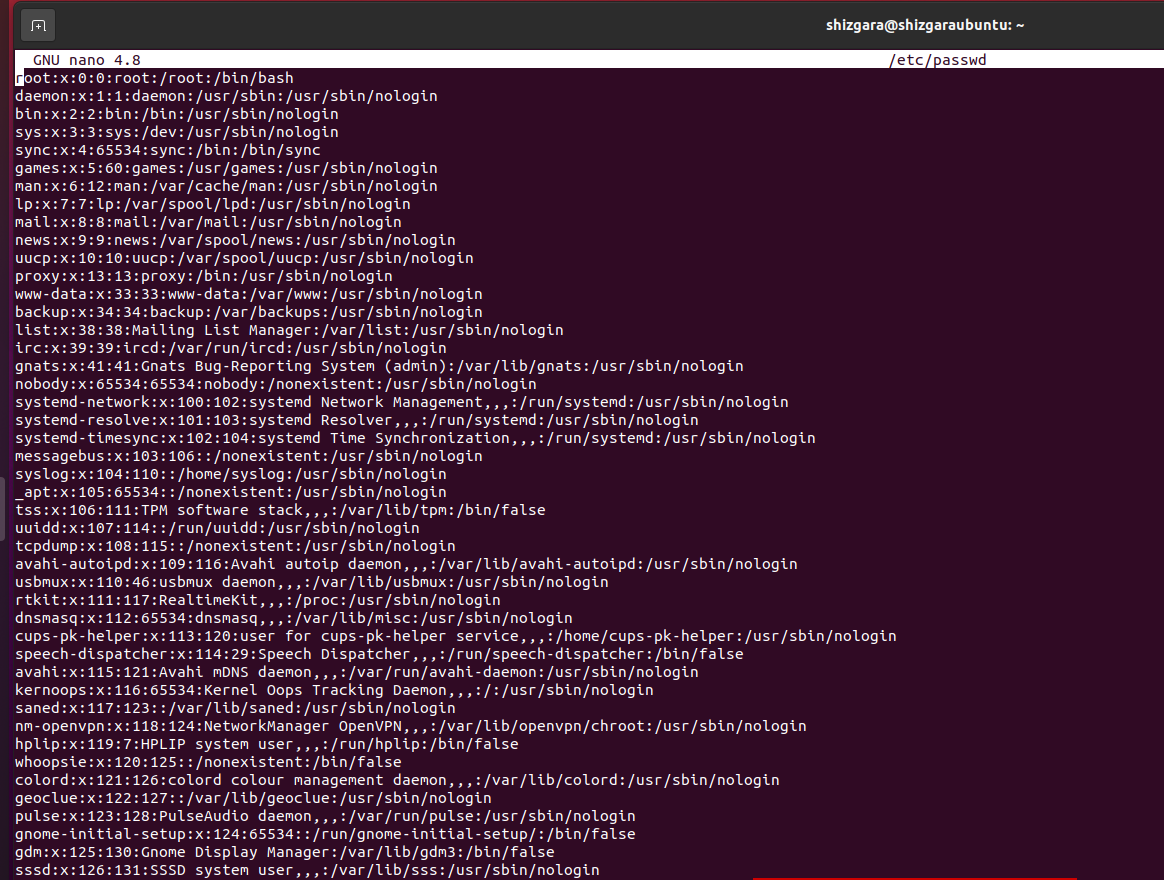 shizgara@shizgaraubuntu: ~
GNU nano 4.8 /etc/passwd
root:x:0:0:root:/root:/bin/bash
daemon:x:1:1:daemon:/usr/sbin:/usr/sbin/nologin
bin:x:2:2:bin:/bin:/usr/sbin/nologin
sys:x:3:3:sys:/dev:/usr/sbin/nologin
sync:x:4:65534:sync:/bin:/bin/sync
games:x:5:60:games:/usr/games:/usr/sbin/nologin
man:x:6:12:man:/var/cache/man:/usr/sbin/nologin
lp:x:7:7:lp:/var/spool/lpd:/usr/sbin/nologin
mail:x:8:8:mail:/var/mail:/usr/sbin/nologin
news:x:9:9:news:/var/spool/news:/usr/sbin/nologin
uucp:x:10:10:uucp:/var/spool/uucp:/usr/sbin/nologin
proxy:x:13:13:proxy:/bin:/usr/sbin/nologin
www-data:x:33:33:www-data:/var/www:/usr/sbin/nologin
backup:x:34:34:backup:/var/backups:/usr/sbin/nologin
list:x:38:38:Mailing List Manager:/var/list:/usr/sbin/nologin
irc:x:39:39:ircd:/var/run/ircd:/usr/sbin/nologin
gnats:x:41:41:Gnats Bug-Reporting System (admin):/var/lib/gnats:/usr/sbin/nologin
nobody:x:65534:65534:nobody:/nonexistent:/usr/sbin/nologin
systemd-network:x:100:102:systemd Network Management,,,:/run/systemd:/usr/sbin/nologin
systemd-resolve:x:101:103:systemd Resolver,,,:/run/systemd:/usr/sbin/nologin
systemd-timesync:x:102:104:systemd Time Synchronization,,,:/run/systemd:/usr/sbin/nologin
messagebus:x:103:106::/nonexistent:/usr/sbin/nologin
syslog:x:104:110::/home/syslog:/usr/sbin/nologin
_apt:x:105:65534::/nonexistent:/usr/sbin/nologin
tss:x:106:111:TPM software stack,,,:/var/lib/tpm:/bin/false
uuidd:x:107:114::/run/uuidd:/usr/sbin/nologin
tcpdump:x:108:115::/nonexistent:/usr/sbin/nologin
avahi-autoipd:x:109:116:Avahi autoip daemon,,,:/var/lib/avahi-autoipd:/usr/sbin/nologin
usbmux:x:110:46:usbmux daemon,,,:/var/lib/usbmux:/usr/sbin/nologin
rtkit:x:111:117:RealtimeKit,,,:/proc:/usr/sbin/nologin
dnsmasq:x:112:65534:dnsmasq,,,:/var/lib/misc:/usr/sbin/nologin
cups-pk-helper:x:113:120:user for cups-pk-helper service,,,:/home/cups-pk-helper:/usr/sbin/nologin
speech-dispatcher:x:114:29:Speech Dispatcher,,,:/run/speech-dispatcher:/bin/false
avahi:x:115:121:Avahi mDNS daemon,,,:/var/run/avahi-daemon:/usr/sbin/nologin
kernoops:x:116:65534:Kernel Oops Tracking Daemon,,,:/:/usr/sbin/nologin
saned:x:117:123::/var/lib/saned:/usr/sbin/nologin
nm-openvpn:x:118:124:NetworkManager OpenVPN,,,:/var/lib/openvpn/chroot:/usr/sbin/nologin
hplip:x:119:7:HPLIP system user,,,:/run/hplip:/bin/false
whoopsie:x:120:125::/nonexistent:/bin/false
colord:x:121:126:colord colour management daemon,,,:/var/lib/colord:/usr/sbin/nologin
geoclue:x:122:127::/var/lib/geoclue:/usr/sbin/nologin
pulse:x:123:128:PulseAudio daemon,,,:/var/run/pulse:/usr/sbin/nologin
gnome-initial-setup:x:124:65534::/run/gnome-initial-setup/:/bin/false
gdm:x:125:130:Gnome Display Manager:/var/lib/gdm3:/bin/false
sssd:x:126:131:SSSD system user,,,:/var/lib/sss:/usr/sbin/nologin